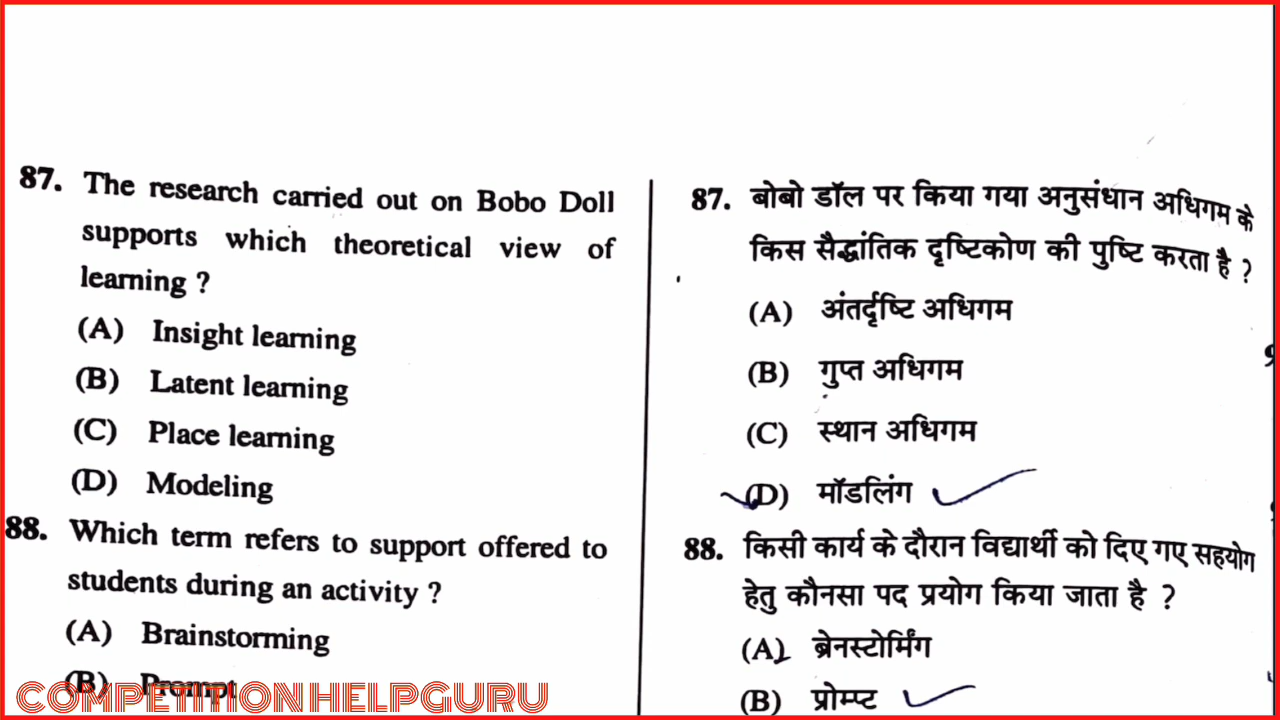 87. The research carried out on Bobo Doll
supports which theoretical view of
learning ?
(A) Insight learning
(B) Latent learning
(C) Place learning
(D) Modeling
88. Which term refers to support offered to
students during an activity ?
(A) Brainstorming
(B) Prompt
87. बोबो डॉल पर किया गया अनुसंधान अधिगम के
किस सैद्धांतिक दृष्टिकोण की पुष्टि करता है ?
(A) अंतर्दृष्टि अधिगम
(B) गुप्त अधिगम
(C) स्थान अधिगम
(D) मॉडलिंग
88. किसी कार्य के दौरान विद्यार्थी को दिए गए सहयोग
हेतु कौनसा पद प्रयोग किया जाता है ?
(A) ब्रेनस्टोर्मिंग
(B) प्रोम्प्ट
COMPETITIONHELPGURU